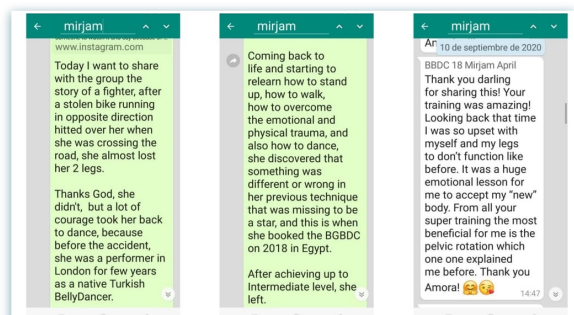 mirjam
www.instagram.com
Today I want to share
with the group the
story of a fighter, after
a stolen bike running
in opposite direction
hitted over her when
she was crossing the
road, she almost lost
her 2 legs.
Thanks God, she
didn't, but a lot of
courage took her back
to dance, because
before the accident,
she was a performer in
London for few years
as a native Turkish
BellyDancer.
mirjam
Coming back to
life and starting to
relearn how to stand
up, how to walk,
how to overcome
the emotional and
physical trauma, and
also how to dance,
she discovered that
something was
different or wrong in
her previous technique
that was missing to be
a star, and this is when
she booked the BGBDC
on 2018 in Egypt.
After achieving up to
Intermediate level, she
left.
mirjam
10 de septiembre de 2020
BBDC 18 Mirjam April
Thank you darling
for sharing this! Your
training was amazing!
Looking back that time
I was so upset with
myself and my legs
to don't function like
before. It was a huge
emotional lesson for
me to accept my "new"
body. From all your
super training the most
beneficial for me is the
pelvic rotation which
one one explained
me before. Thank you
Amora! 🤗😘
14:47